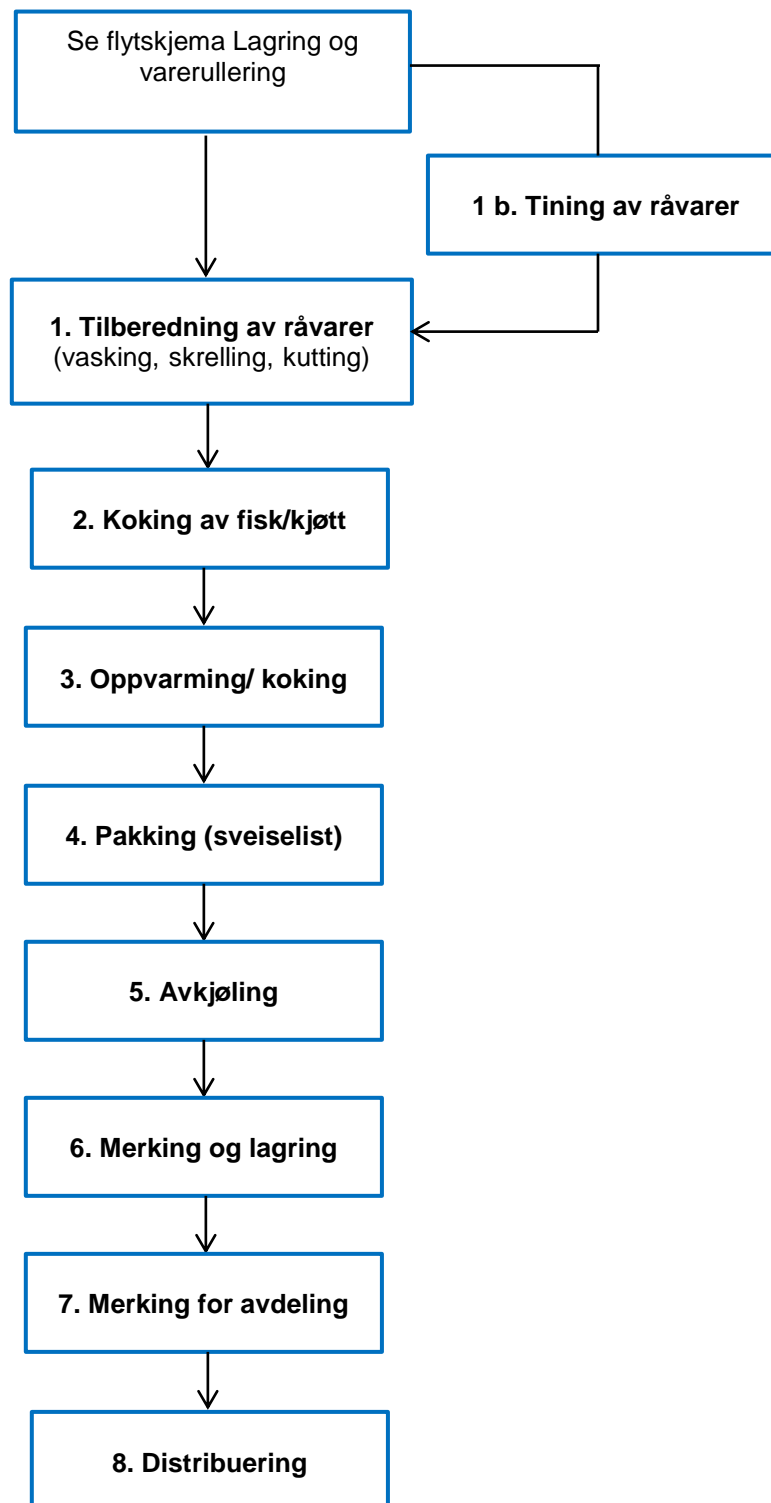 Se flytskjema Lagring og
varerullering
1 b. Tining av råvarer
1. Tilberedning av råvarer
(vasking, skrelling, kutting)
2. Koking av fisk/kjøtt
3. Oppvarming/ koking
4. Pakking (sveiselist)
5. Avkjøling
6. Merking og lagring
7. Merking for avdeling
8. Distribuering